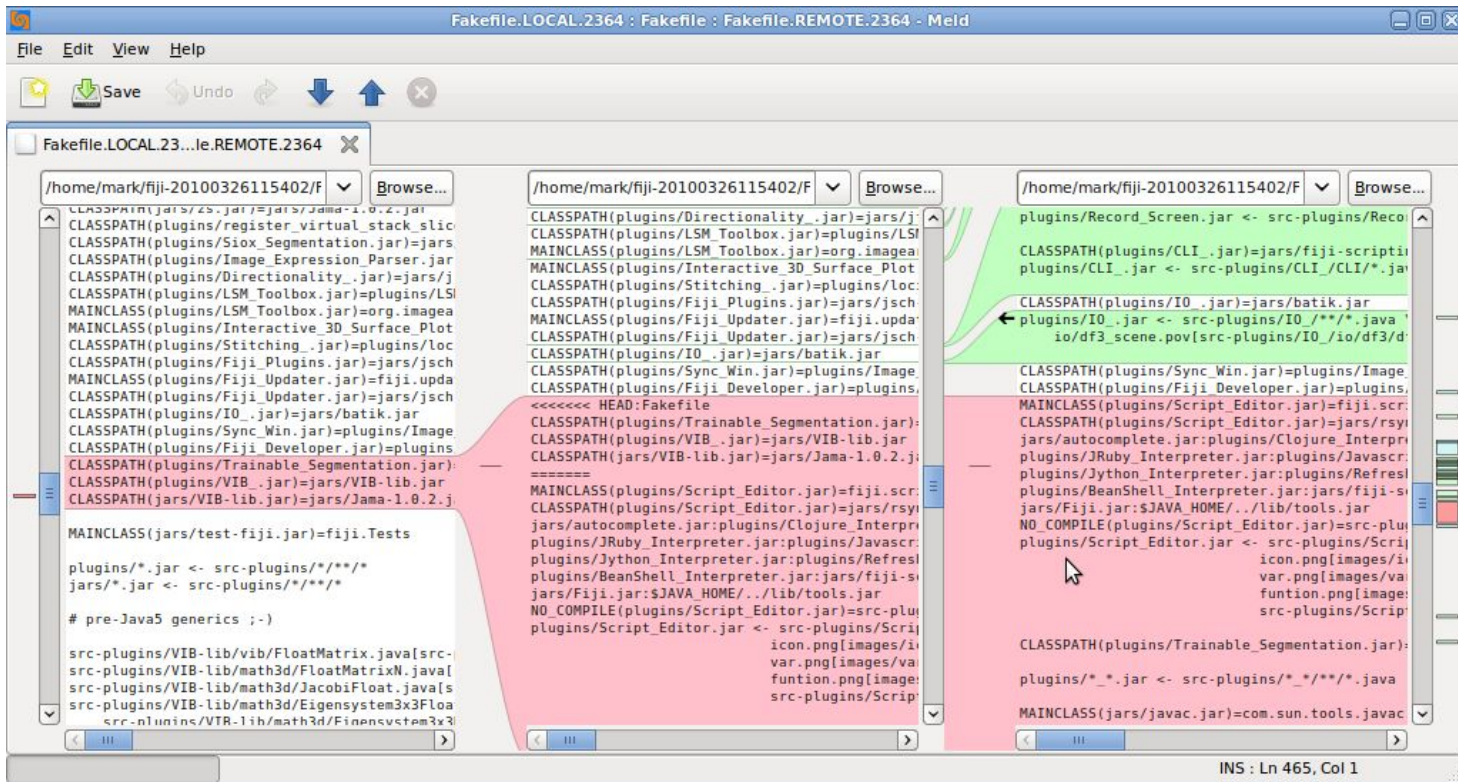 Fakefile.LOCAL.2364 : Fakefile : Fakefile.REMOTE.2364 - Meld
File Edit View Help
Save Undo
Fakefile.LOCAL.23...le.REMOTE.2364
/home/mark/fiji-20100326115402/F Browse...
CLASSPATH(jars/zs.jar)=jars/Jama-1.0.2.jar
CLASSPATH(plugins/register_virtual_stack_slic
CLASSPATH(plugins/Siox_Segmentation.jar)=jars
CLASSPATH(plugins/Image_Expression_Parser.jar
CLASSPATH(plugins/Directionality_.jar)=jars/j
CLASSPATH(plugins/LSM_Toolbox.jar)=plugins/LS
MAINCLASS(plugins/LSM_Toolbox.jar)=org.imagea
MAINCLASS(plugins/Interactive_3D_Surface_Plot
CLASSPATH(plugins/Stitching_.jar)=plugins/loc
CLASSPATH(plugins/Fiji_Plugins.jar)=jars/jsch
MAINCLASS(plugins/Fiji_Updater.jar)=fiji.upda
CLASSPATH(plugins/Fiji_Updater.jar)=jars/jsch
CLASSPATH(plugins/IO_.jar)=jars/batik.jar
CLASSPATH(plugins/Sync_Win.jar)=plugins/Image
CLASSPATH(plugins/Fiji_Developer.jar)=plugins
CLASSPATH(plugins/Trainable_Segmentation.jar)
CLASSPATH(plugins/VIB_.jar)=jars/VIB-lib.jar
CLASSPATH(jars/VIB-lib.jar)=jars/Jama-1.0.2.j
MAINCLASS(jars/test-fiji.jar)=fiji.Tests
plugins/*.jar <- src-plugins/*/**/*
jars/*.jar <- src-plugins/*/**/*
# pre-Java5 generics ;-)
src-plugins/VIB-lib/vib/FloatMatrix.java[src-
src-plugins/VIB-lib/math3d/FloatMatrixN.java[
src-plugins/VIB-lib/math3d/JacobiFloat.java[s
src-plugins/VIB-lib/math3d/Eigensystem3x3Floa
src-plugins/VIB-lib/math3d/Eigensystem3x3
/home/mark/fiji-20100326115402/F Browse...
CLASSPATH(plugins/Directionality_.jar)=jars/j
CLASSPATH(plugins/LSM_Toolbox.jar)=plugins/LS
MAINCLASS(plugins/LSM_Toolbox.jar)=org.imagea
MAINCLASS(plugins/Interactive_3D_Surface_Plot
CLASSPATH(plugins/Stitching_.jar)=plugins/loc
CLASSPATH(plugins/Fiji_Plugins.jar)=jars/jsch
MAINCLASS(plugins/Fiji_Updater.jar)=fiji.upda
CLASSPATH(plugins/Fiji_Updater.jar)=jars/jsch
CLASSPATH(plugins/IO_.jar)=jars/batik.jar
CLASSPATH(plugins/Sync_Win.jar)=plugins/Image_
CLASSPATH(plugins/Fiji_Developer.jar)=plugins/
<<<<<<< HEAD:Fakefile
CLASSPATH(plugins/Trainable_Segmentation.jar)=
CLASSPATH(plugins/VIB_.jar)=jars/VIB-lib.jar
CLASSPATH(jars/VIB-lib.jar)=jars/Jama-1.0.2.ja
=======
MAINCLASS(plugins/Script_Editor.jar)=fiji.scr
CLASSPATH(plugins/Script_Editor.jar)=jars/rsy
jars/autocomplete.jar:plugins/Clojure_Interpre
plugins/JRuby_Interpreter.jar:plugins/Javascr
plugins/Jython_Interpreter.jar:plugins/Refres
plugins/BeanShell_Interpreter.jar:jars/fiji-s
jars/Fiji.jar:$JAVA_HOME/../lib/tools.jar
NO_COMPILE(plugins/Script_Editor.jar)=src-plu
plugins/Script_Editor.jar <- src-plugins/Scri
icon.png[images/i
var.png[images/va
funtion.png[image
src-plugins/Scrip
/home/mark/fiji-20100326115402/F Browse...
plugins/Record_Screen.jar <- src-plugins/Reco
CLASSPATH(plugins/CLI_.jar)=jars/fiji-scripti
plugins/CLI_.jar <- src-plugins/CLI_/CLI/*.jav
CLASSPATH(plugins/IO_.jar)=jars/batik.jar
plugins/IO_.jar <- src-plugins/IO_/**/*.java
io/df3_scene.pov[src-plugins/IO_/io/df3/d
CLASSPATH(plugins/Sync_Win.jar)=plugins/Image_
CLASSPATH(plugins/Fiji_Developer.jar)=plugins/
MAINCLASS(plugins/Script_Editor.jar)=fiji.scr
CLASSPATH(plugins/Script_Editor.jar)=jars/rsy
jars/autocomplete.jar:plugins/Clojure_Interpre
plugins/JRuby_Interpreter.jar:plugins/Javascr
plugins/Jython_Interpreter.jar:plugins/Refres
plugins/BeanShell_Interpreter.jar:jars/fiji-s
jars/Fiji.jar:$JAVA_HOME/../lib/tools.jar
NO_COMPILE(plugins/Script_Editor.jar)=src-plu
plugins/Script_Editor.jar <- src-plugins/Scrip
icon.png[images/i
var.png[images/va
funtion.png[image
src-plugins/Scrip
CLASSPATH(plugins/Trainable_Segmentation.jar)=
plugins/*_*.jar <- src-plugins/*_*/**/*.java
MAINCLASS(jars/javac.jar)=com.sun.tools.javac
INS : Ln 465, Col 1